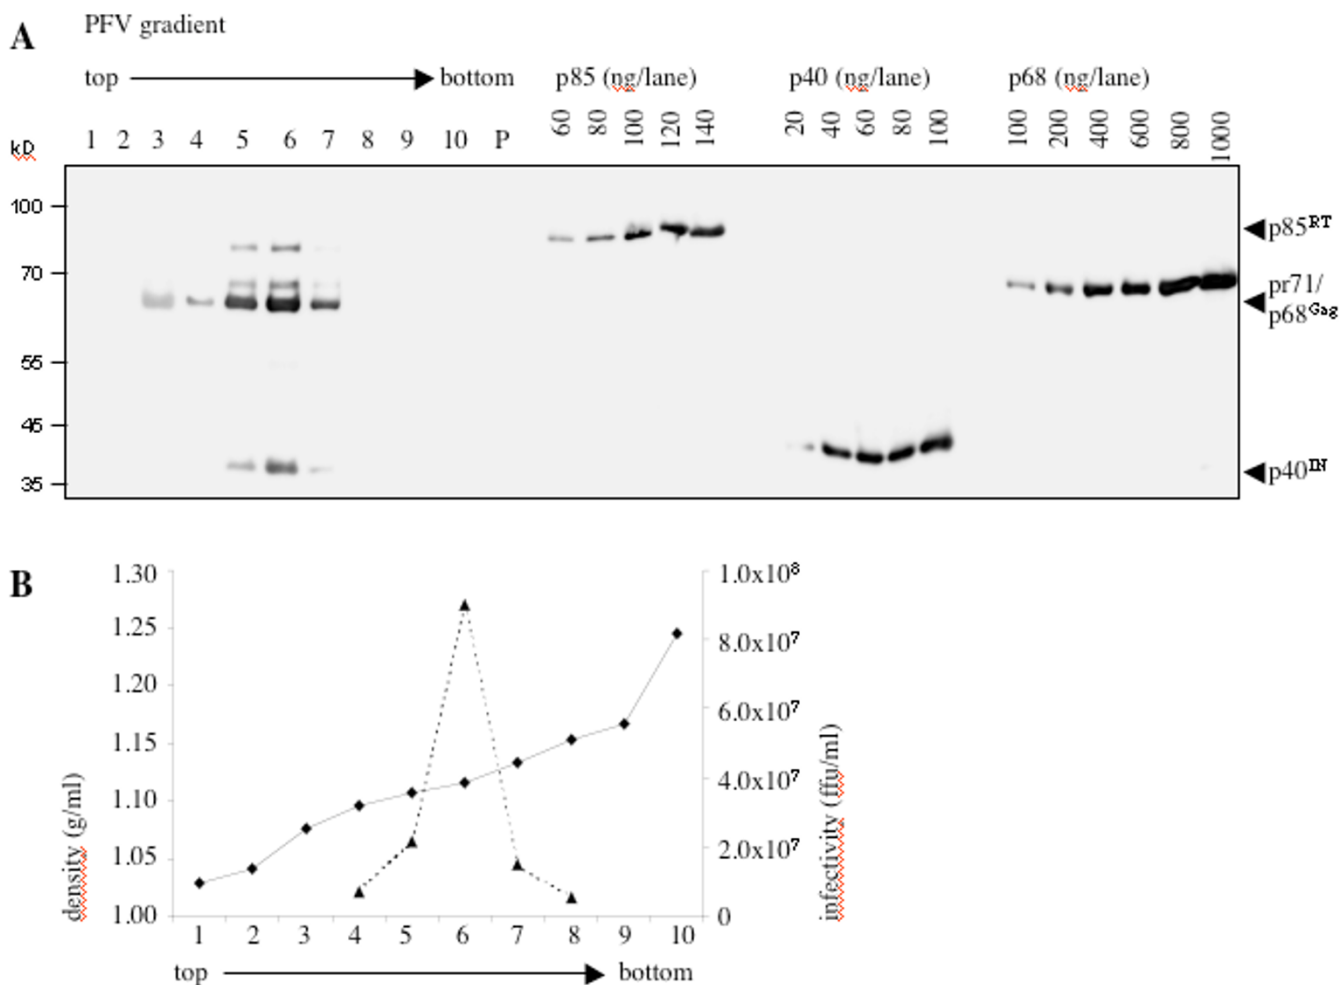 A
PFV gradient
top bottom p85 (ng/lane) p40 (ng/lane) p68 (ng/lane)
kD 1 2 3 4 5 6 7 8 9 10 P 60 80 100 120 140 20 40 60 80 100 100 200 400 600 800 1000
100
70
55
45
35
p85RT
pr71/
p68Gag
p40IN
B
1.30 1.0x10⁸
1.25 8.0x10⁷
1.20 6.0x10⁷
1.15 4.0x10⁷
1.10 2.0x10⁷
1.05 0
1.00
density (g/ml)
infectivity (ffu/ml)
1 2 3 4 5 6 7 8 9 10
top bottom